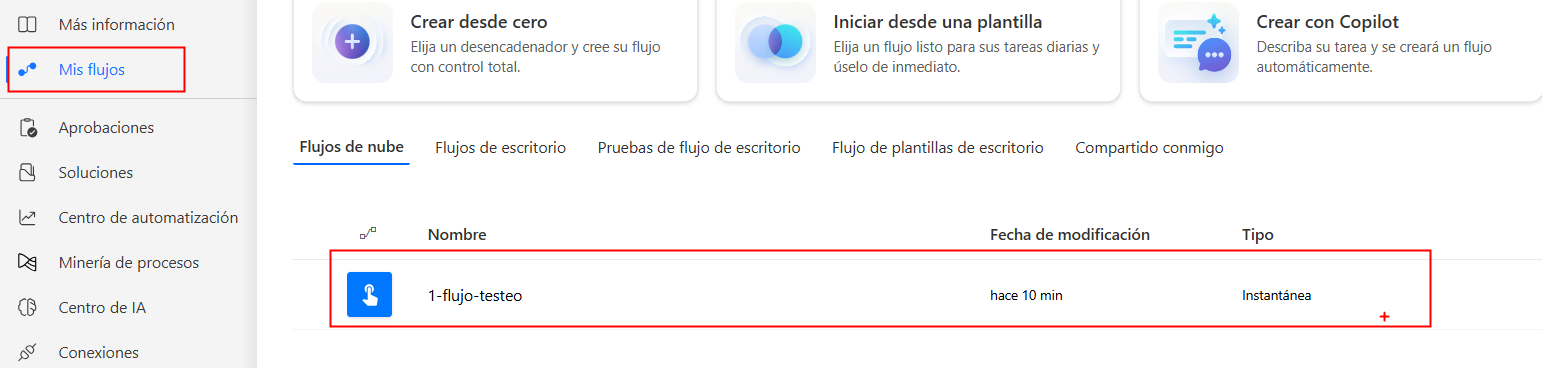 Más información
Mis flujos
Aprobaciones
Soluciones
Centro de automatización
Minería de procesos
Centro de IA
Conexiones
Crear desde cero
Elija un desencadenador y cree su flujo
con control total.
Iniciar desde una plantilla
Elija un flujo listo para sus tareas diarias y
úselo de inmediato.
Crear con Copilot
Describa su tarea y se creará un flujo
automáticamente.
Flujos de nube Flujos de escritorio Pruebas de flujo de escritorio Flujo de plantillas de escritorio Compartido conmigo
Nombre Fecha de modificación Tipo
1-flujo-testeo hace 10 min Instantánea